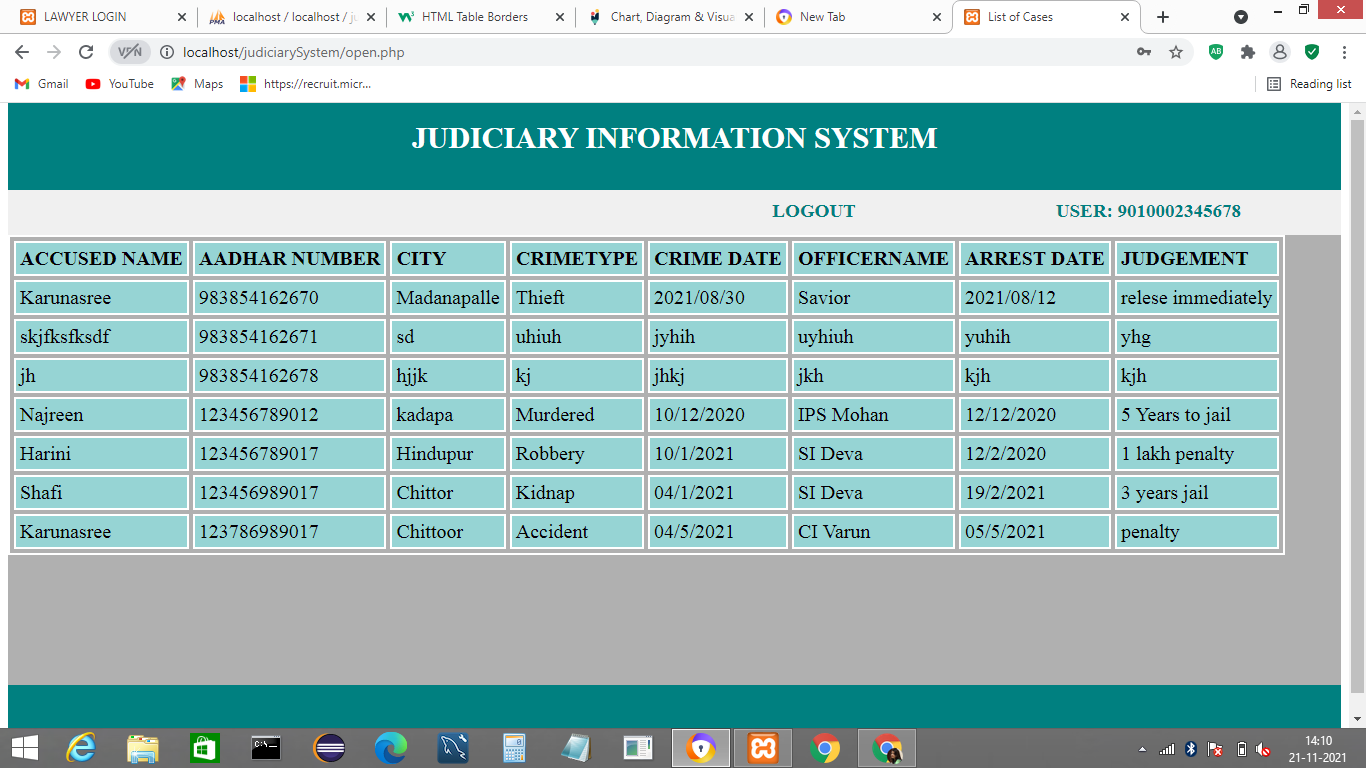 LAWYER LOGIN
localhost / localhost / ju
HTML Table Borders
Chart, Diagram & Visua
New Tab
List of Cases
VPN localhost/judiciarySystem/open.php
Gmail YouTube Maps https://recruit.micr... Reading list
JUDICIARY INFORMATION SYSTEM
LOGOUT USER: 9010002345678
ACCUSED NAME AADHAR NUMBER CITY CRIMETYPE CRIME DATE OFFICERNAME ARREST DATE JUDGEMENT
Karunasree 983854162670 Madanapalle Thieft 2021/08/30 Savior 2021/08/12 relese immediately
skjfksfksdf 983854162671 sd uhiuh jyhih uyhiuh yuhih yhg
jh 983854162678 hjjk kj jhkj jkh kjh kjh
Najreen 123456789012 kadapa Murdered 10/12/2020 IPS Mohan 12/12/2020 5 Years to jail
Harini 123456789017 Hindupur Robbery 10/1/2021 SI Deva 12/2/2020 1 lakh penalty
Shafi 123456989017 Chittor Kidnap 04/1/2021 SI Deva 19/2/2021 3 years jail
Karunasree 123786989017 Chittoor Accident 04/5/2021 CI Varun 05/5/2021 penalty
14:10
21-11-2021